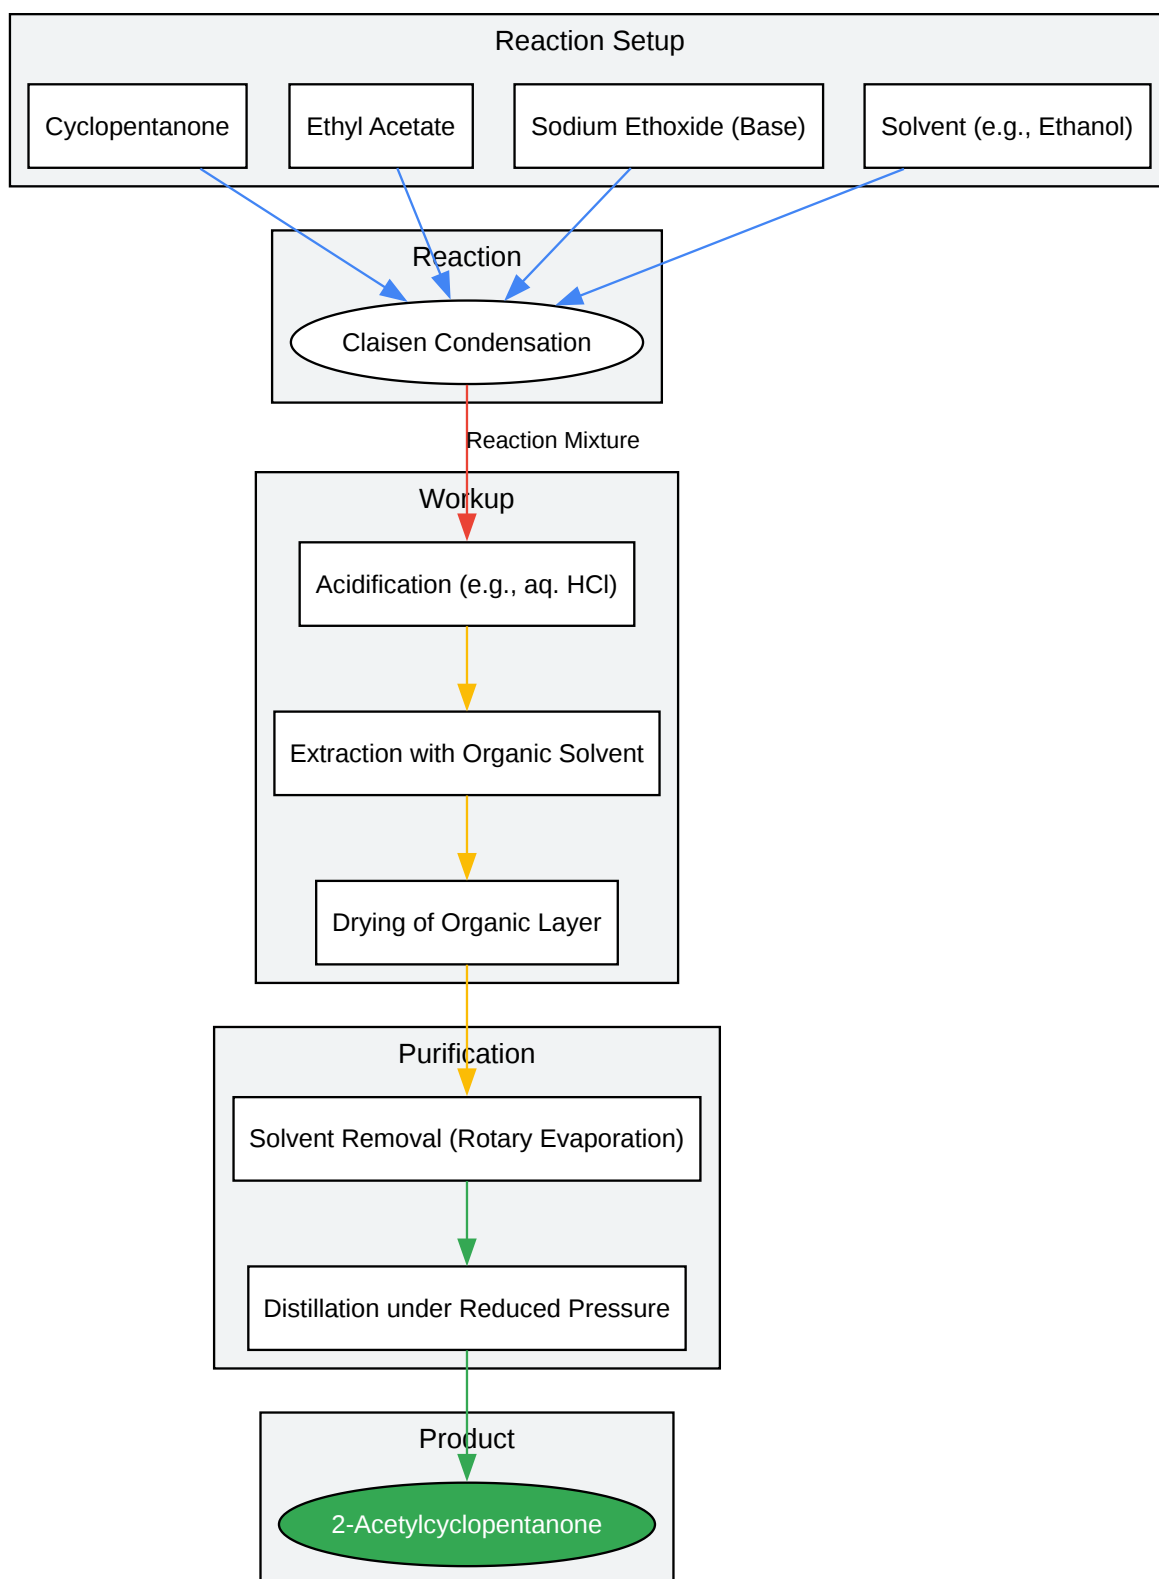 Reaction Setup
Cyclopentanone
Ethyl Acetate
Sodium Ethoxide (Base)
Solvent (e.g., Ethanol)
Reaction
Claisen Condensation
Reaction Mixture
Workup
Acidification (e.g., aq. HCl)
Extraction with Organic Solvent
Drying of Organic Layer
Purification
Solvent Removal (Rotary Evaporation)
Distillation under Reduced Pressure
Product
2-Acetylcyclopentanone